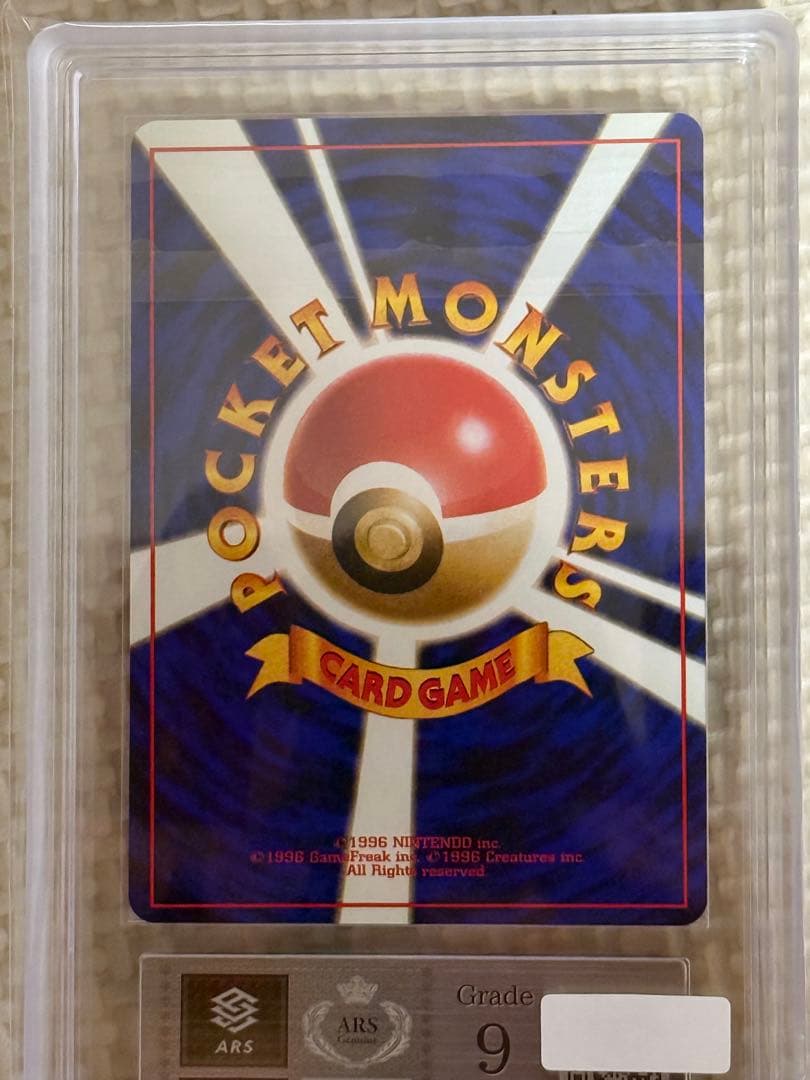 POCKET MONSTERS
CARD GAME
©1996 NINTENDO inc.
©1996 GameFreak inc. ©1996 Creatures inc.
All Rights reserved.
ARS
ARS
Genuine
Grade
9